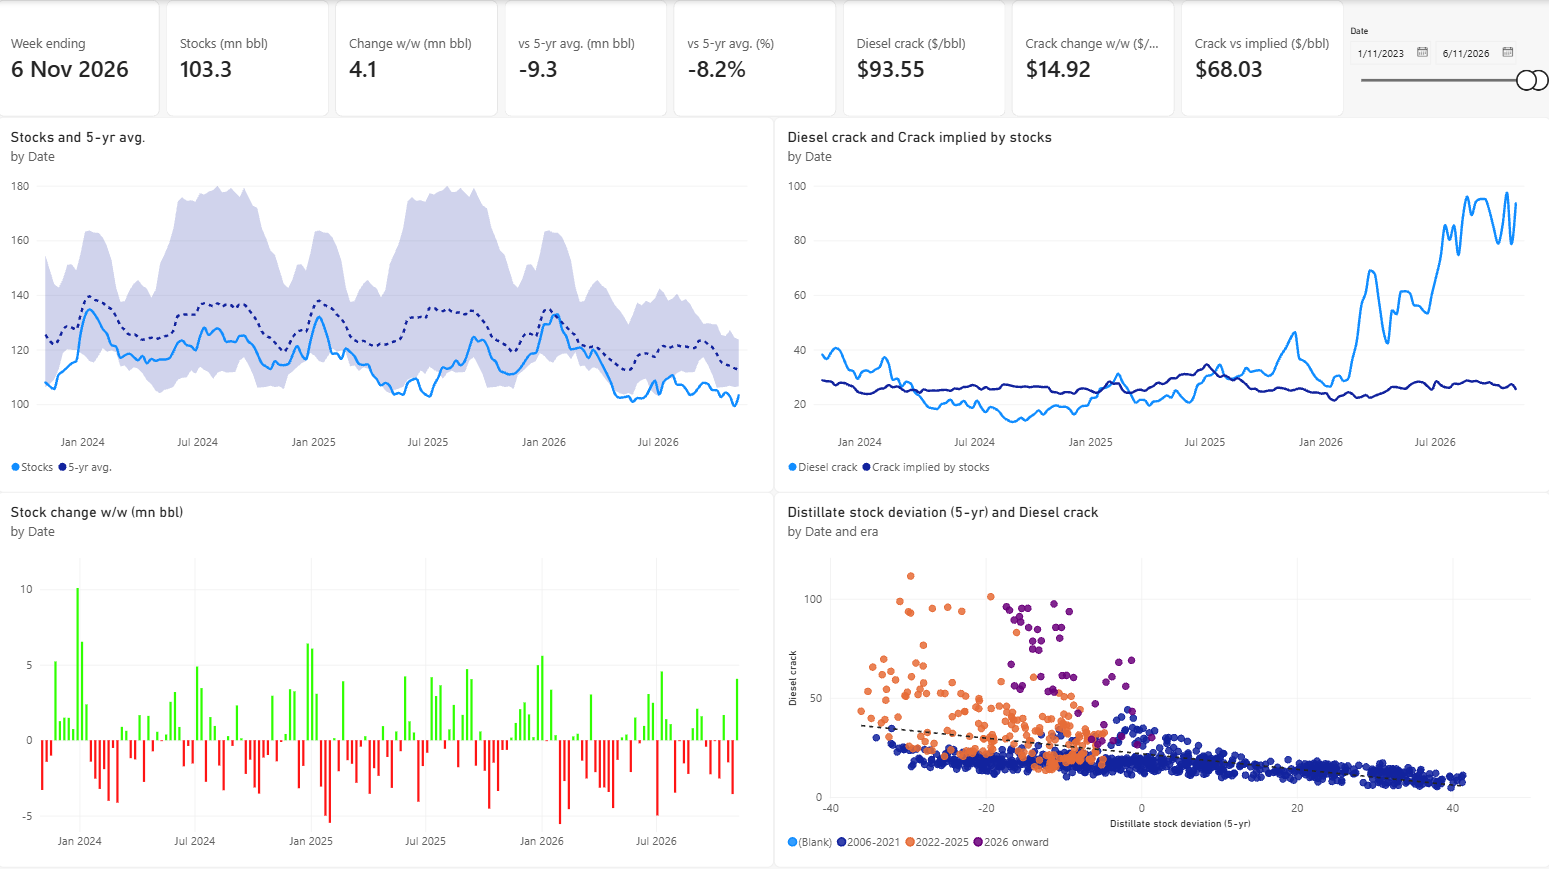 Week ending
6 Nov 2026
Stocks (mn bbl)
103.3
Change w/w (mn bbl)
4.1
vs 5-yr avg. (mn bbl)
-9.3
vs 5-yr avg. (%)
-8.2%
Diesel crack ($/bbl)
$93.55
Crack change w/w ($/...
$14.92
Crack vs implied ($/bbl)
$68.03
Date
1/11/2023
6/11/2026
Stocks and 5-yr avg.
by Date
180
160
140
120
100
Jan 2024
Jul 2024
Jan 2025
Jul 2025
Jan 2026
Jul 2026
Stocks
5-yr avg.
Diesel crack and Crack implied by stocks
by Date
100
80
60
40
20
Jan 2024
Jul 2024
Jan 2025
Jul 2025
Jan 2026
Jul 2026
Diesel crack
Crack implied by stocks
Stock change w/w (mn bbl)
by Date
10
5
0
-5
Jan 2024
Jul 2024
Jan 2025
Jul 2025
Jan 2026
Jul 2026
Distillate stock deviation (5-yr) and Diesel crack
by Date and era
Diesel crack
100
50
0
-40
-20
0
20
40
Distillate stock deviation (5-yr)
(Blank)
2006-2021
2022-2025
2026 onward